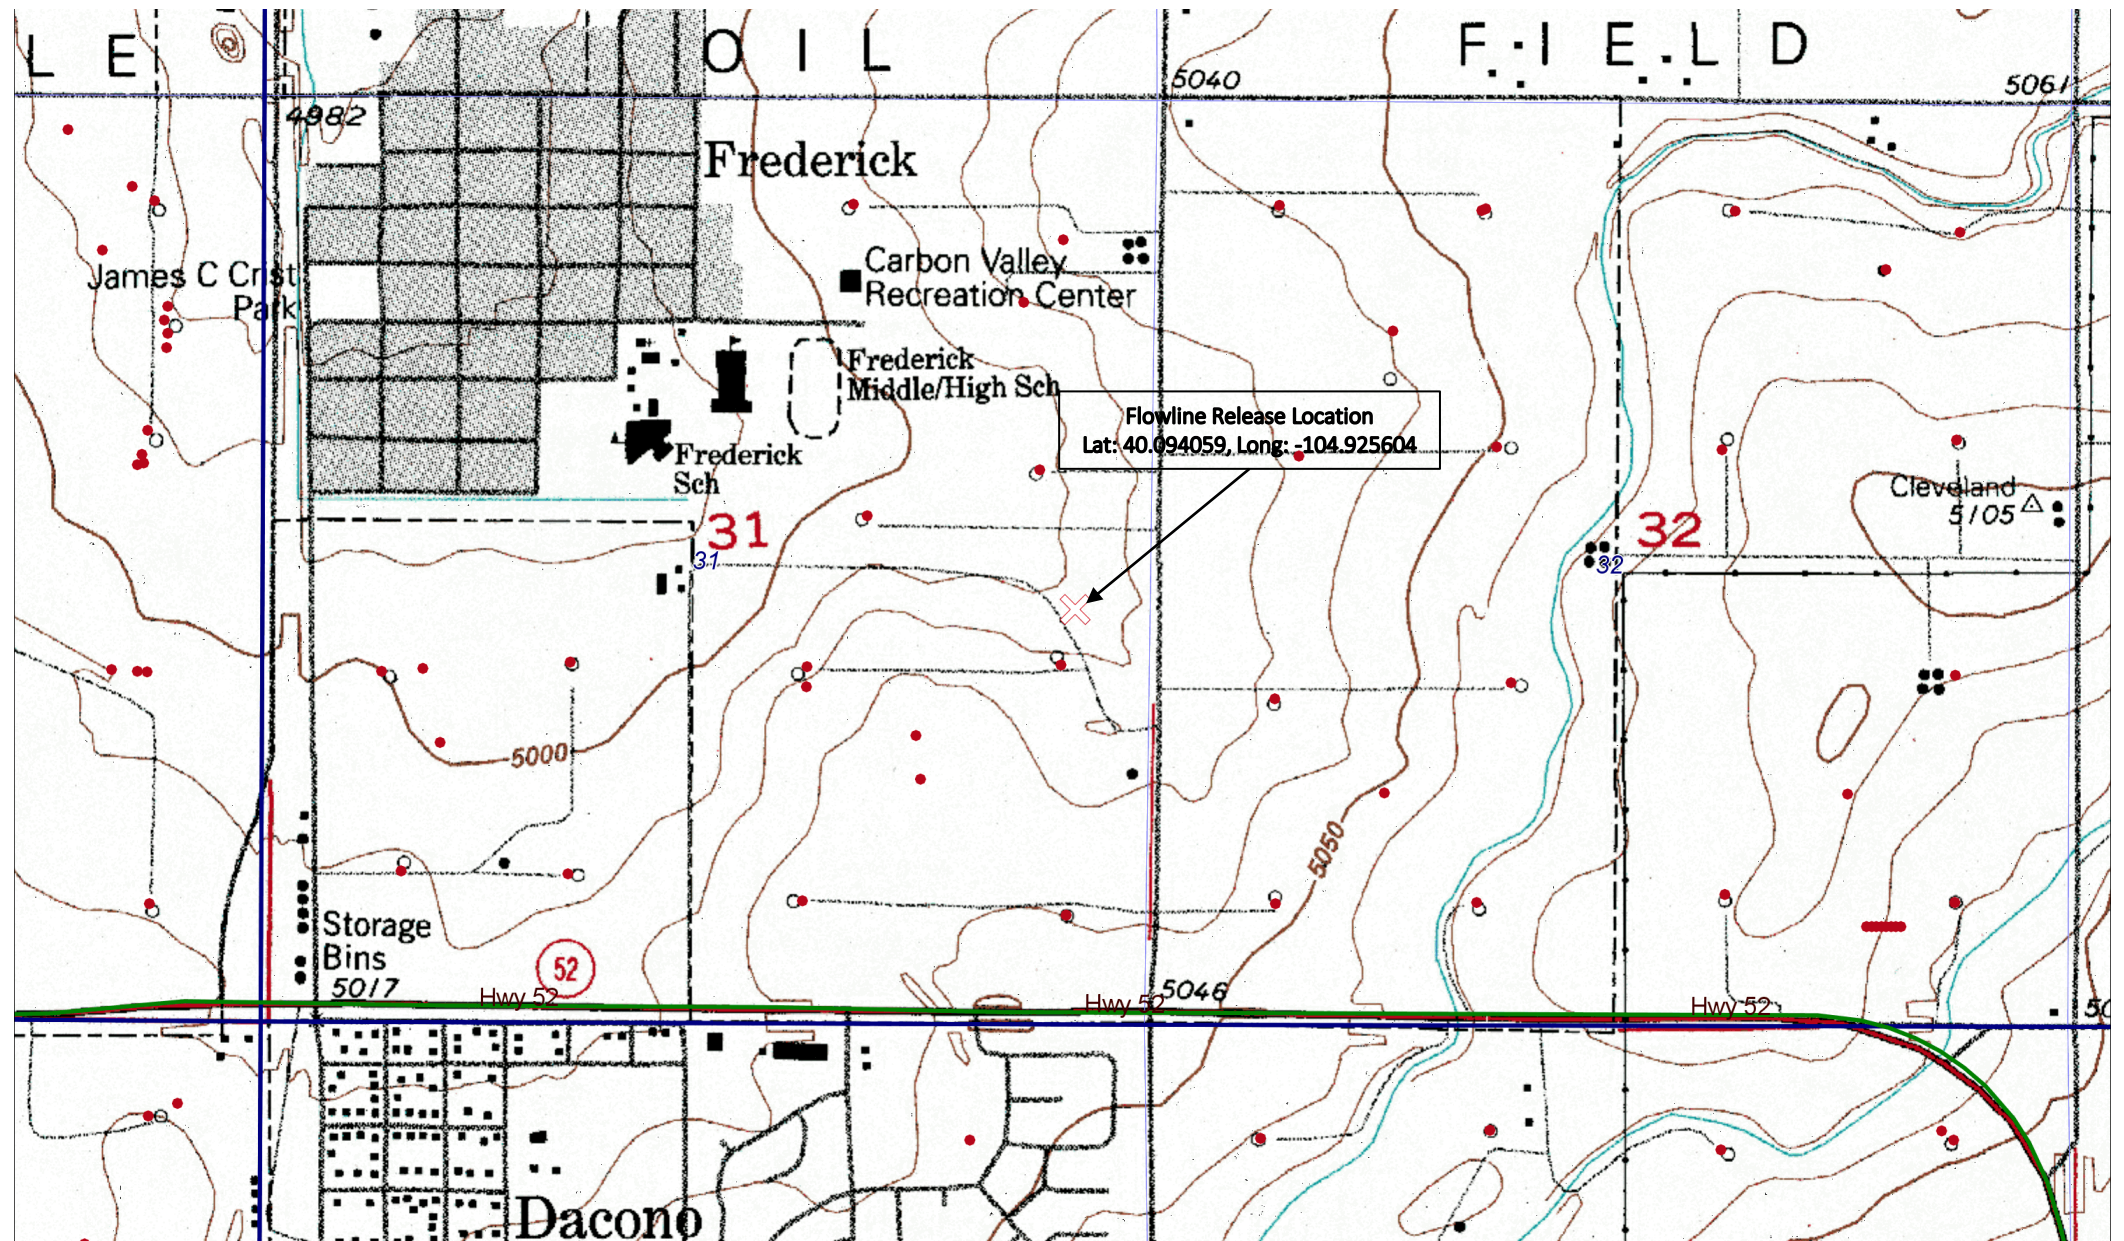 L E O I L F I E L D
5040
5061
4982
Frederick
James C Crist
Park
Carbon Valley
Recreation Center
Frederick
Middle/High Sch
Flowline Release Location
Lat: 40.094059, Long: -104.925604
Frederick
Sch
Cleveland
5105
31
32
31
32
5000
5050
Storage
Bins
52
5017
5046
Hwy 52
Hwy 52
Hwy 52
50
Dacono